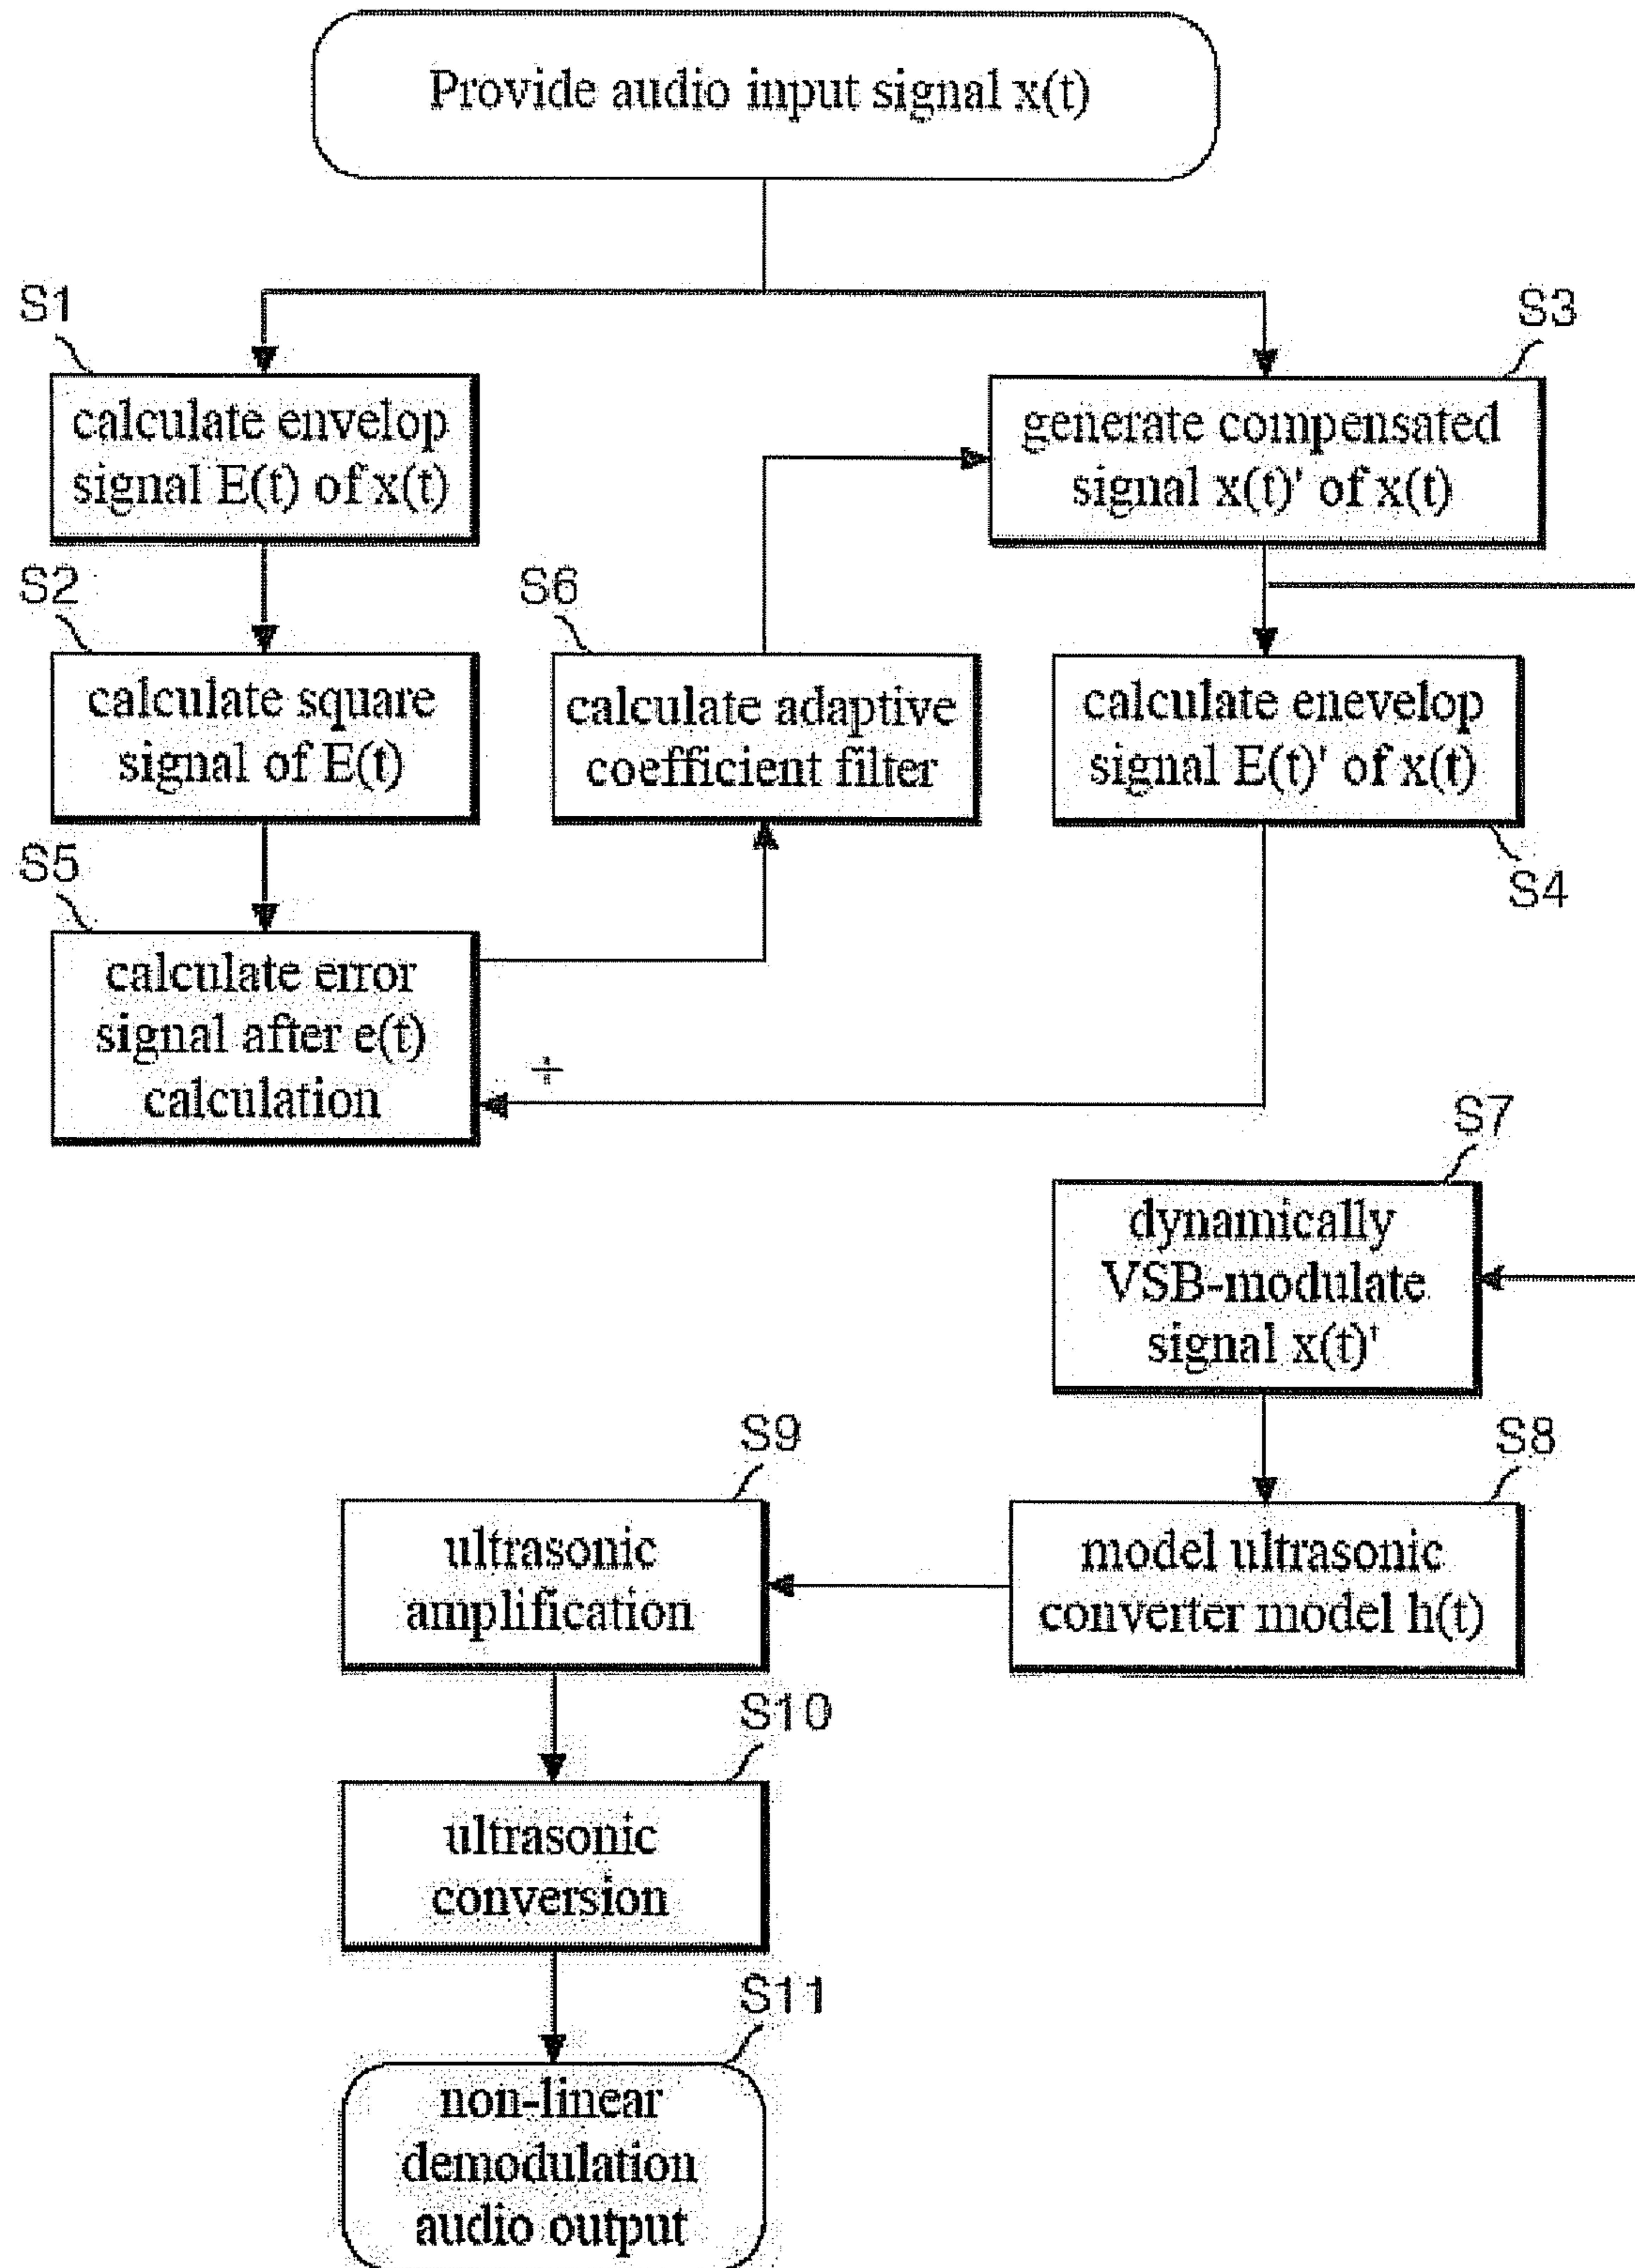 Provide audio input signal x(t)
S1
calculate envelop
signal E(t) of x(t)
S3
generate compensated
signal x(t)' of x(t)
S2
calculate square
signal of E(t)
S6
calculate adaptive
coefficient filter
calculate enevelop
signal E(t)' of x(t)
S4
S5
calculate error
signal after e(t)
calculation
÷
S7
dynamically
VSB-modulate
signal x(t)'
S8
model ultrasonic
converter model h(t)
S9
ultrasonic
amplification
S10
ultrasonic
conversion
S11
non-linear
demodulation
audio output